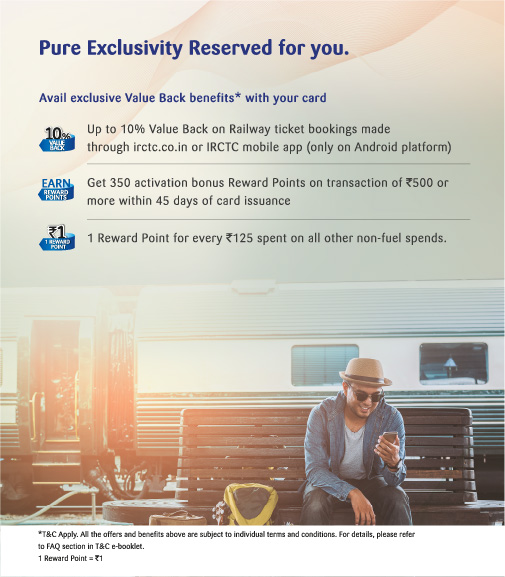 Pure Exclusivity Reserved for you.
Avail exclusive Value Back benefits* with your card
10%
VALUE
BACK
Up to 10% Value Back on Railway ticket bookings made
through irctc.co.in or IRCTC mobile app (only on Android platform)
EARN
REWARD
POINTS
Get 350 activation bonus Reward Points on transaction of ₹500 or
more within 45 days of card issuance
₹1
1 REWARD
POINT
1 Reward Point for every ₹125 spent on all other non-fuel spends.
*T&C Apply. All the offers and benefits above are subject to individual terms and conditions. For details, please refer
to FAQ section in T&C e-booklet.
1 Reward Point = ₹1